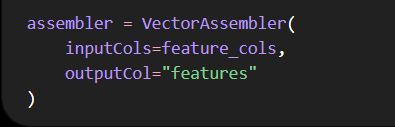 assembler = VectorAssembler(
    inputCols=feature_cols,
    outputCol="features"
)